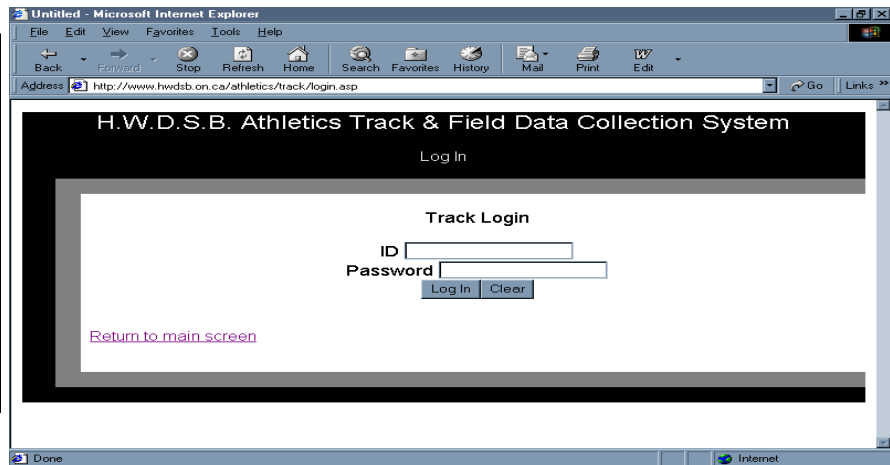 Untitled - Microsoft Internet Explorer
File Edit View Favorites Tools Help
Back Forward Stop Refresh Home Search Favorites History Mail Print Edit
Address http://www.hwdsb.on.ca/athletics/track/login.asp Go Links »
H.W.D.S.B. Athletics Track & Field Data Collection System
Log In
Track Login
ID
Password
Log In Clear
Return to main screen
Done Internet